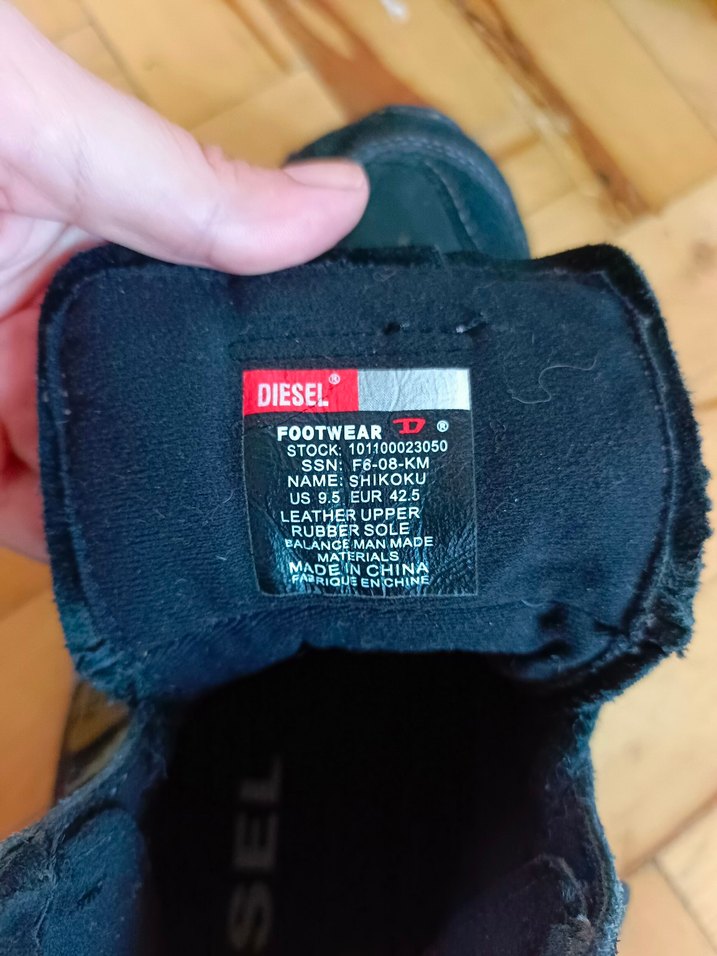 DIESEL®
FOOTWEAR D ®
STOCK: 101100023050
SSN: F6-08-KM
NAME: SHIKOKU
US 9.5 EUR 42.5
LEATHER UPPER
RUBBER SOLE
BALANCE MAN MADE
MATERIALS
MADE IN CHINA
FABRIQUE EN CHINE
SEL